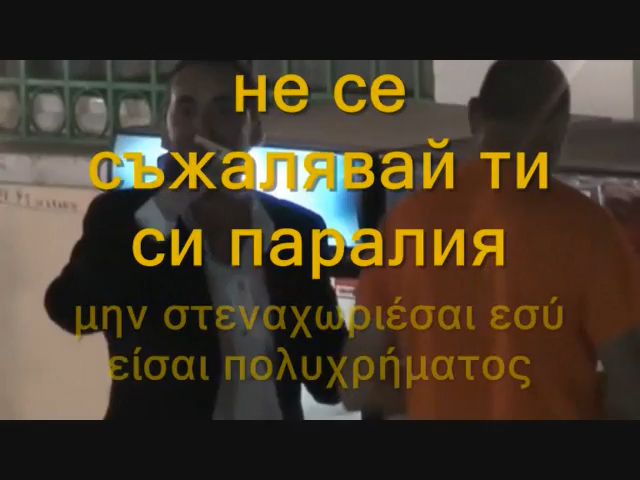 не се
съжалявай ти
си паралия
μην στεναχωριέσαι εσύ
είσαι πολυχρήματος